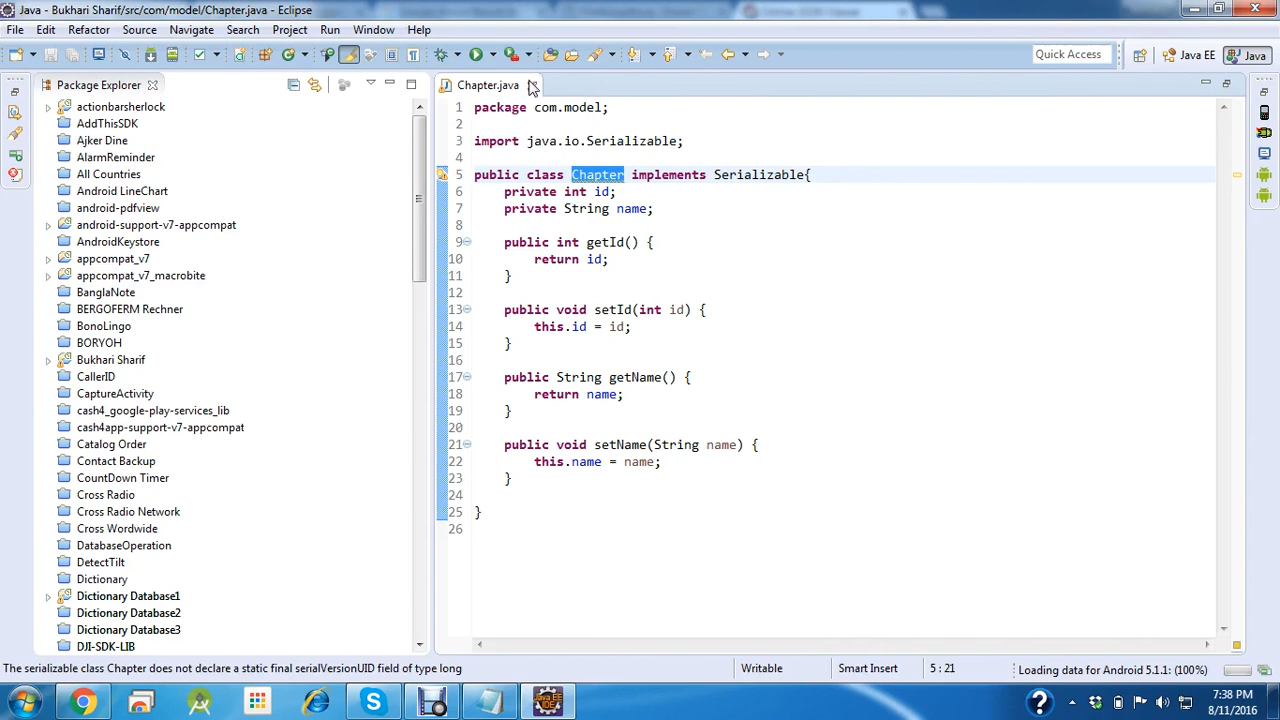 Java - Bukhari Sharif/src/com/model/Chapter.java - Eclipse
File Edit Refactor Source Navigate Search Project Run Window Help
Quick Access Java EE Java
Package Explorer
actionbarsherlock
AddThisSDK
Ajker Dine
AlarmReminder
All Countries
Android LineChart
android-pdfview
android-support-v7-appcompat
AndroidKeystore
appcompat_v7
appcompat_v7_macrobite
BanglaNote
BERGOFERM Rechner
BonoLingo
BORYOH
Bukhari Sharif
CallerID
CaptureActivity
cash4_google-play-services_lib
cash4app-support-v7-appcompat
Catalog Order
Contact Backup
CountDown Timer
Cross Radio
Cross Radio Network
Cross Wordwide
DatabaseOperation
DetectTilt
Dictionary
Dictionary Database1
Dictionary Database2
Dictionary Database3
DJI-SDK-LIB
Chapter.java
1 package com.model;
2
3 import java.io.Serializable;
4
5 public class Chapter implements Serializable{
6 private int id;
7 private String name;
8
9 public int getId() {
10 return id;
11 }
12
13 public void setId(int id) {
14 this.id = id;
15 }
16
17 public String getName() {
18 return name;
19 }
20
21 public void setName(String name) {
22 this.name = name;
23 }
24
25 }
26
The serializable class Chapter does not declare a static final serialVersionUID field of type long Writable Smart Insert 5 : 21 Loading data for Android 5.1.1: (100%)
Java EE
IDE
7:38 PM
8/11/2016